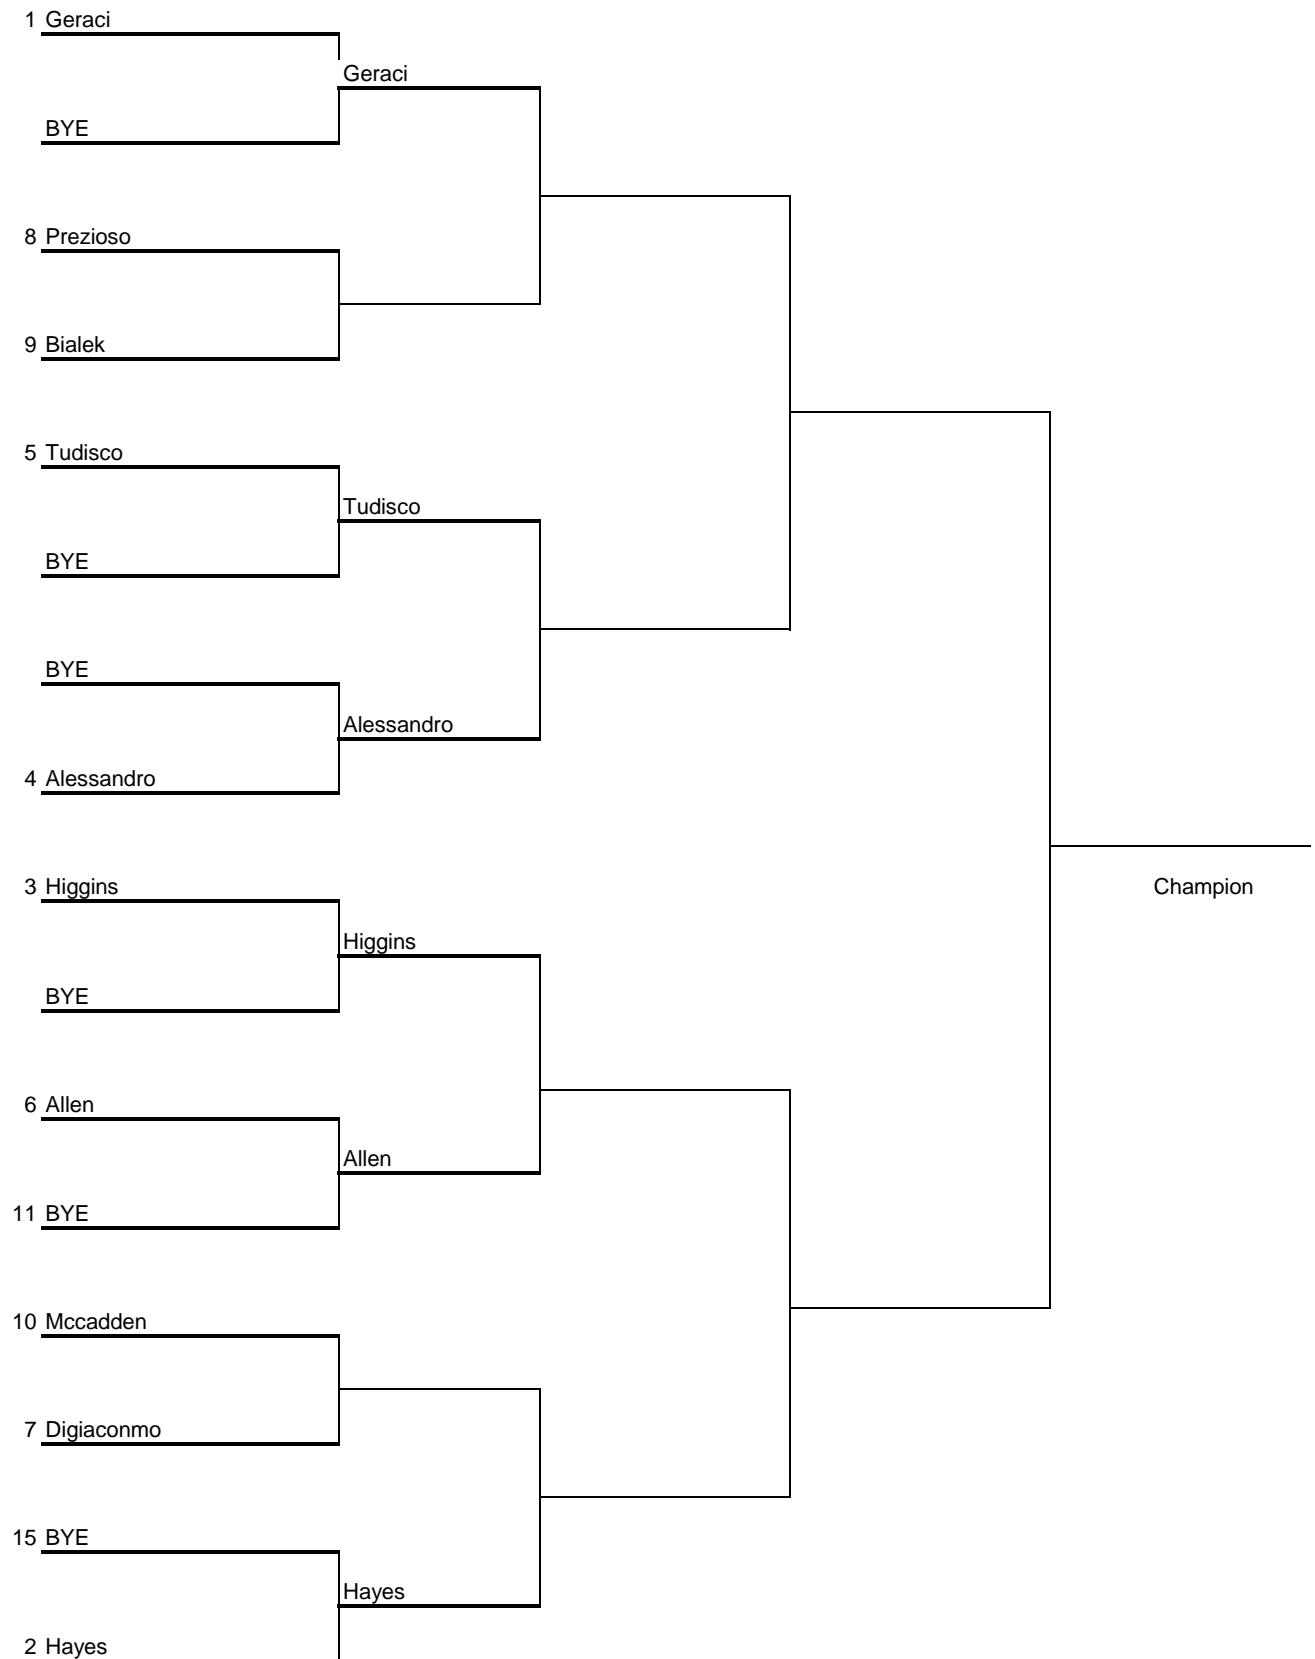 1 Geraci
Geraci
BYE
8 Prezioso
9 Bialek
5 Tudisco
Tudisco
BYE
BYE
Alessandro
4 Alessandro
3 Higgins
Champion
Higgins
BYE
6 Allen
Allen
11 BYE
10 Mccadden
7 Digiaconmo
15 BYE
Hayes
2 Hayes